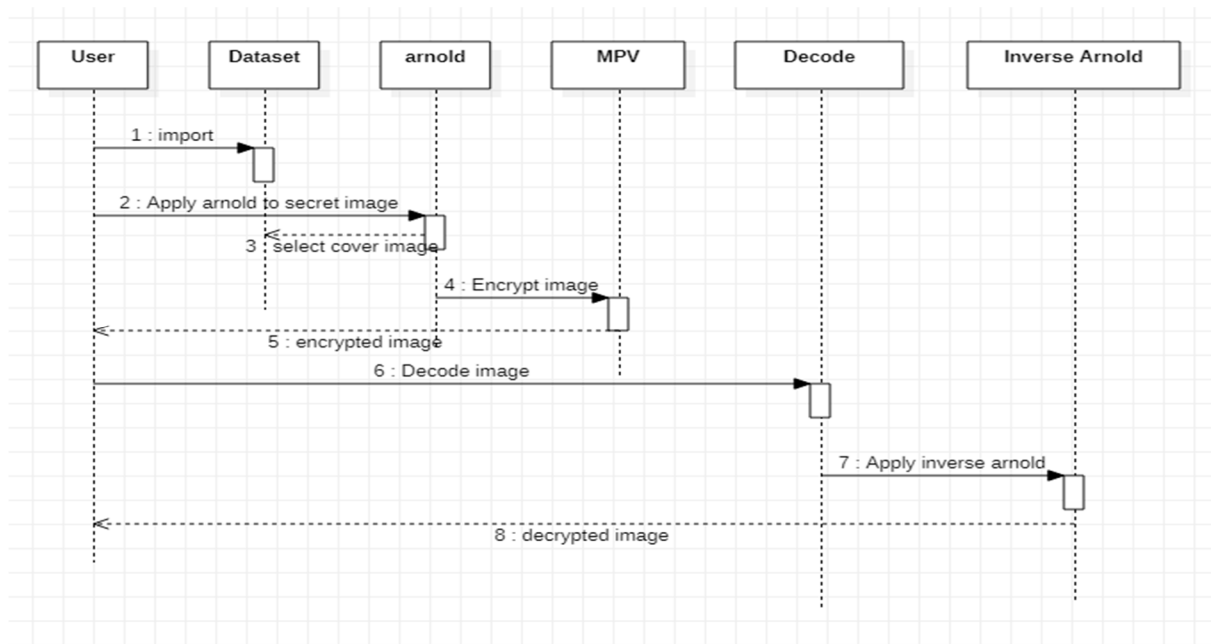 User
Dataset
arnold
MPV
Decode
Inverse Arnold
1 : import
2 : Apply arnold to secret image
3 : select cover image
4 : Encrypt image
5 : encrypted image
6 : Decode image
7 : Apply inverse arnold
8 : decrypted image